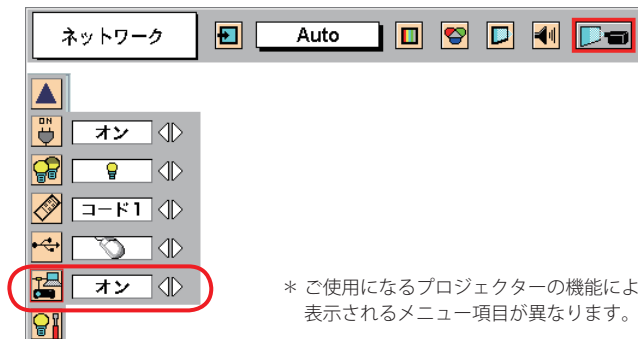 ネットワーク
Auto
ON
オン
コード1
オン
＊ご使用になるプロジェクターの機能によ
表示されるメニュー項目が異なります。